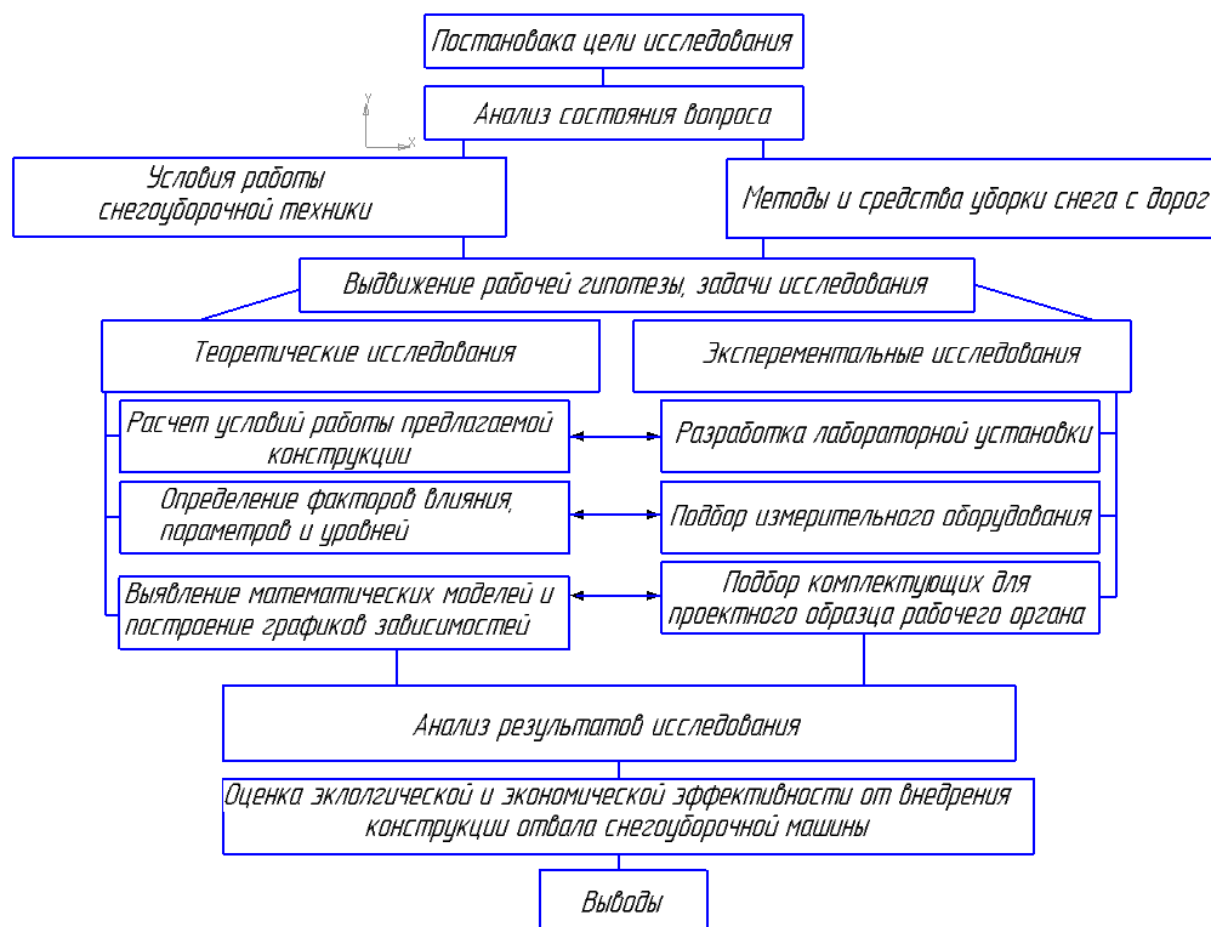 Постановака цели исследования
Анализ состояния вопроса
Y
X
Условия работы
снегоуборочной техники
Методы и средства уборки снега с дорог
Выдвижение рабочей гипотезы, задачи исследования
Теоретические исследования
Эксперементальные исследования
Расчет условий работы предлагаемой
конструкции
Разработка лабораторной установки
Определение факторов влияния,
параметров и уровней
Подбор измерительного оборудования
Выявление математических моделей и
построение графиков зависимостей
Подбор комплектующих для
проектного образца рабочего органа
Анализ результатов исследования
Оценка эклолгической и экономической эффективности от внедрения
конструкции отвала снегоуборочной машины
Выводы